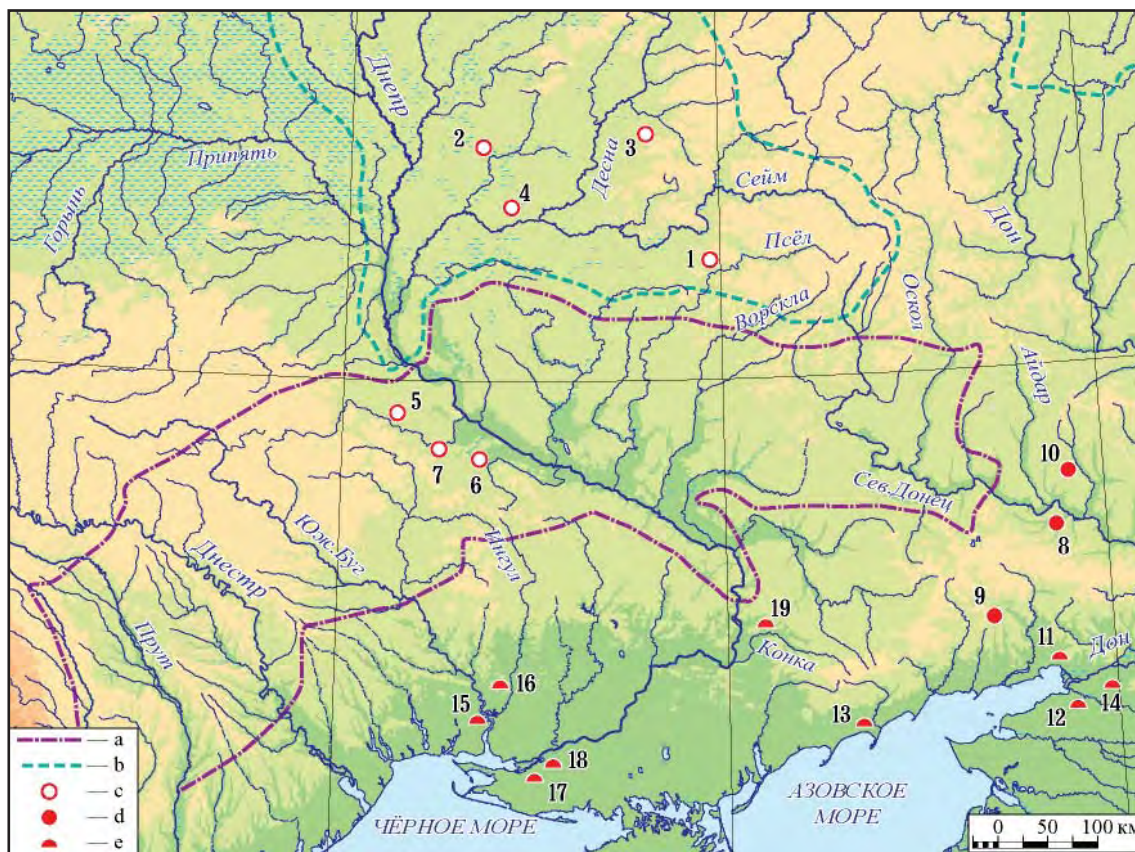 Днепр
2
3
Десна
Припять
Сейм
Горынь
4
Дон
Псёл
1
Оскол
Ворскла
Айдар
5
7
6
10
Сев.Донец
8
Юж.Буг
Ингул
Днестр
9
19
Прут
Конка
11
Дон
16
15
13
12
14
18
17
a
b
c
d
e
ЧЁРНОЕ МОРЕ
АЗОВСКОЕ
МОРЕ
0 50 100 км